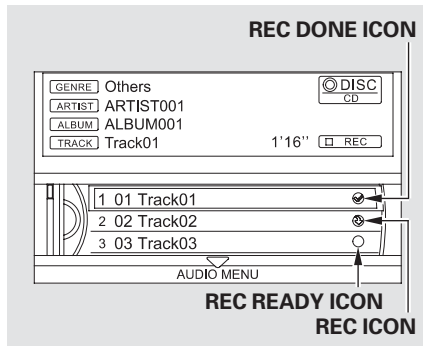 REC DONE ICON
GENRE Others
DISC
CD
ARTIST ARTIST001
ALBUM ALBUM001
TRACK Track01 1'16'' REC
1 01 Track01
2 02 Track02
3 03 Track03
AUDIO MENU
REC READY ICON
REC ICON